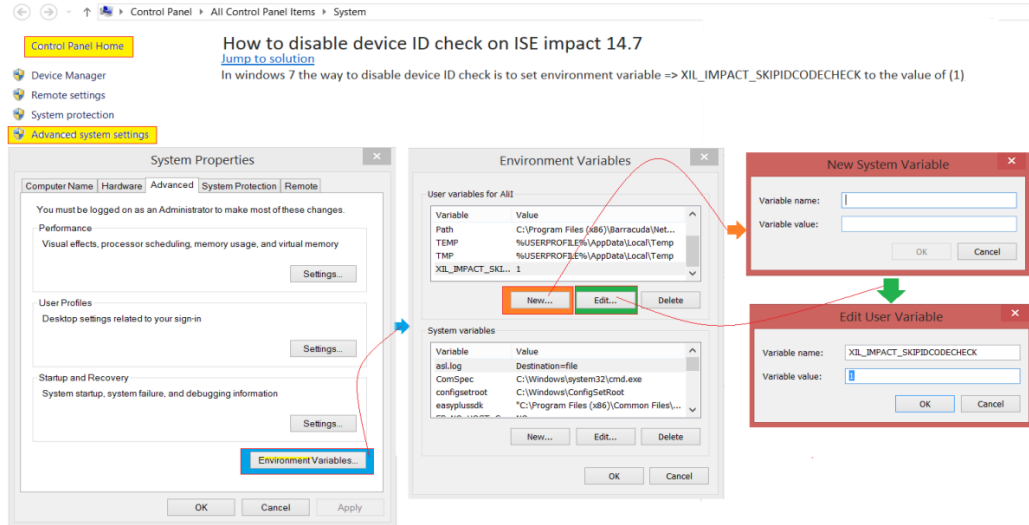 Control Panel ▸ All Control Panel Items ▸ System
Control Panel Home
Device Manager
Remote settings
System protection
Advanced system settings
How to disable device ID check on ISE impact 14.7
Jump to solution
In windows 7 the way to disable device ID check is to set environment variable => XIL_IMPACT_SKIPIDCODECHECK to the value of (1)
System Properties
Computer Name Hardware Advanced System Protection Remote
You must be logged on as an Administrator to make most of these changes.
Performance
Visual effects, processor scheduling, memory usage, and virtual memory
Settings...
User Profiles
Desktop settings related to your sign-in
Settings...
Startup and Recovery
System startup, system failure, and debugging information
Settings...
Environment Variables...
OK Cancel Apply
Environment Variables
User variables for AliI
Variable Value
Path C:\Program Files (x86)\Barracuda\Net...
TEMP %USERPROFILE%\AppData\Local\Temp
TMP %USERPROFILE%\AppData\Local\Temp
XIL_IMPACT_SKI... 1
New... Edit... Delete
System variables
Variable Value
asl.log Destination=file
ComSpec C:\Windows\system32\cmd.exe
configsetroot C:\Windows\ConfigSetRoot
easyplussdk "C:\Program Files (x86)\Common Files\...
New... Edit... Delete
OK Cancel
New System Variable
Variable name:
Variable value:
OK Cancel
Edit User Variable
Variable name: XIL_IMPACT_SKIPIDCODECHECK
Variable value: 1
OK Cancel